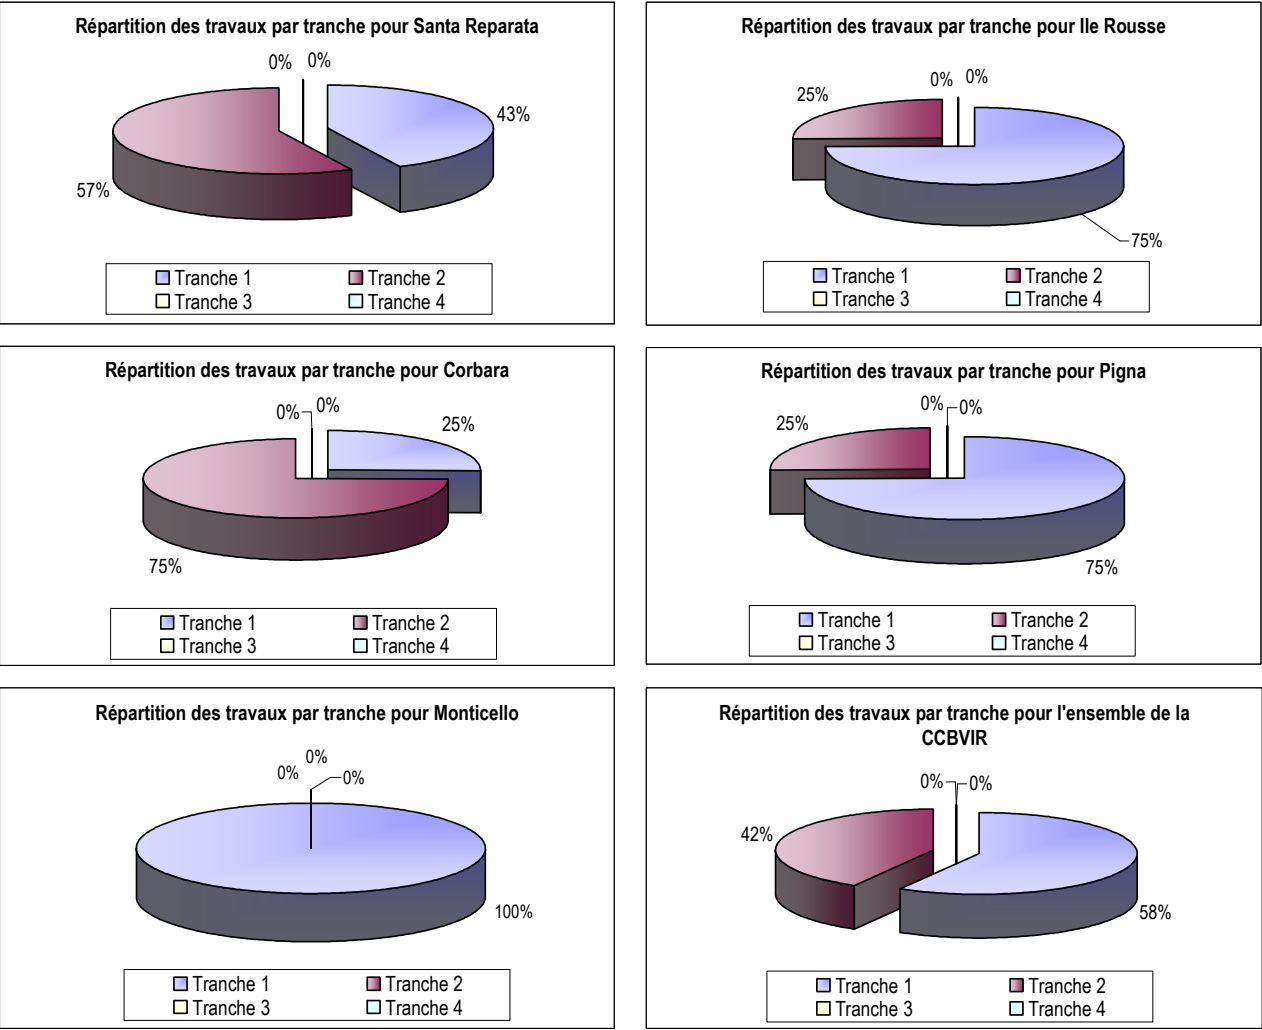 Répartition des travaux par tranche pour Santa Reparata
0% 0%
43%
57%
Tranche 1 Tranche 2
Tranche 3 Tranche 4
Répartition des travaux par tranche pour Ile Rousse
0% 0%
25%
75%
Tranche 1 Tranche 2
Tranche 3 Tranche 4
Répartition des travaux par tranche pour Corbara
0% 0%
25%
75%
Tranche 1 Tranche 2
Tranche 3 Tranche 4
Répartition des travaux par tranche pour Pigna
0% 0%
25%
75%
Tranche 1 Tranche 2
Tranche 3 Tranche 4
Répartition des travaux par tranche pour Monticello
0%
0% 0%
100%
Tranche 1 Tranche 2
Tranche 3 Tranche 4
Répartition des travaux par tranche pour l'ensemble de la
CCBVIR
0% 0%
42%
58%
Tranche 1 Tranche 2
Tranche 3 Tranche 4